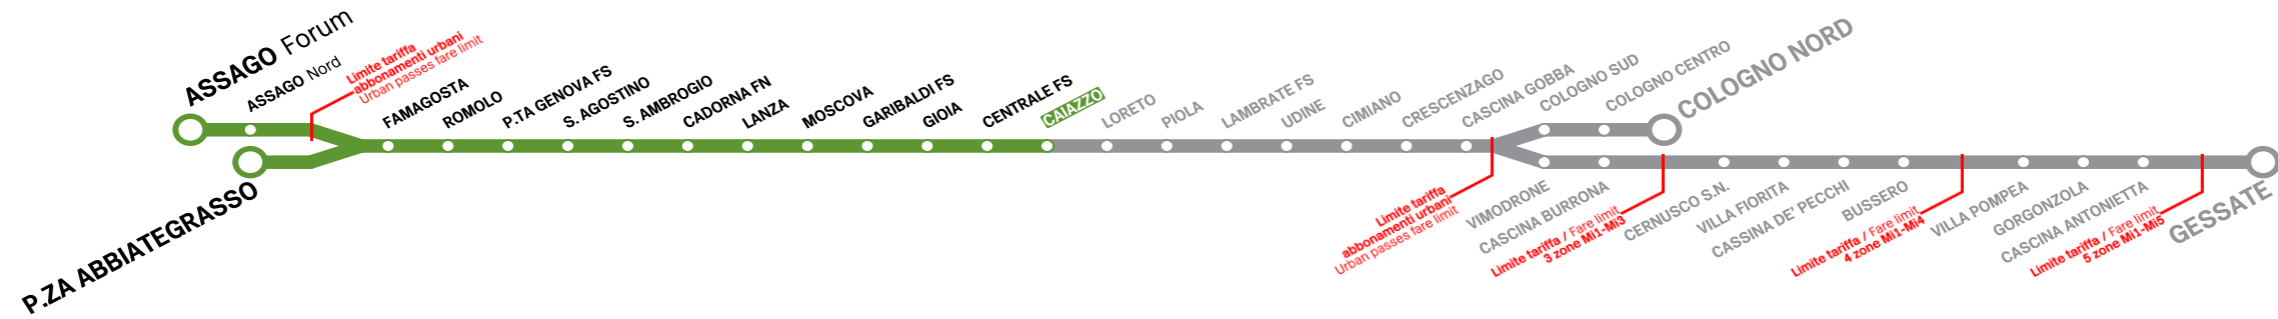 ASSAGO Forum
ASSAGO Nord
Limite tariffa
abbonamenti urbani
Urban passes fare limit
P.ZA ABBIATEGRASSO
FAMAGOSTA
ROMOLO
P.TA GENOVA FS
S. AGOSTINO
S. AMBROGIO
CADORNA FN
LANZA
MOSCOVA
GARIBALDI FS
GIOIA
CENTRALE FS
CAIAZZO
LORETO
PIOLA
LAMBRATE FS
UDINE
CIMIANO
CRESCENZAGO
CASCINA GOBBA
COLOGNO SUD
COLOGNO CENTRO
COLOGNO NORD
Limite tariffa
abbonamenti urbani
Urban passes fare limit
VIMODRONE
CASCINA BURRONA
Limite tariffa / Fare limit
3 zone Mi1-Mi3
CERNUSCO S.N.
VILLA FIORITA
CASSINA DE' PECCHI
BUSSERO
Limite tariffa / Fare limit
4 zone Mi1-Mi4
VILLA POMPEA
GORGONZOLA
CASCINA ANTONIETTA
Limite tariffa / Fare limit
5 zone Mi1-Mi5
GESSATE